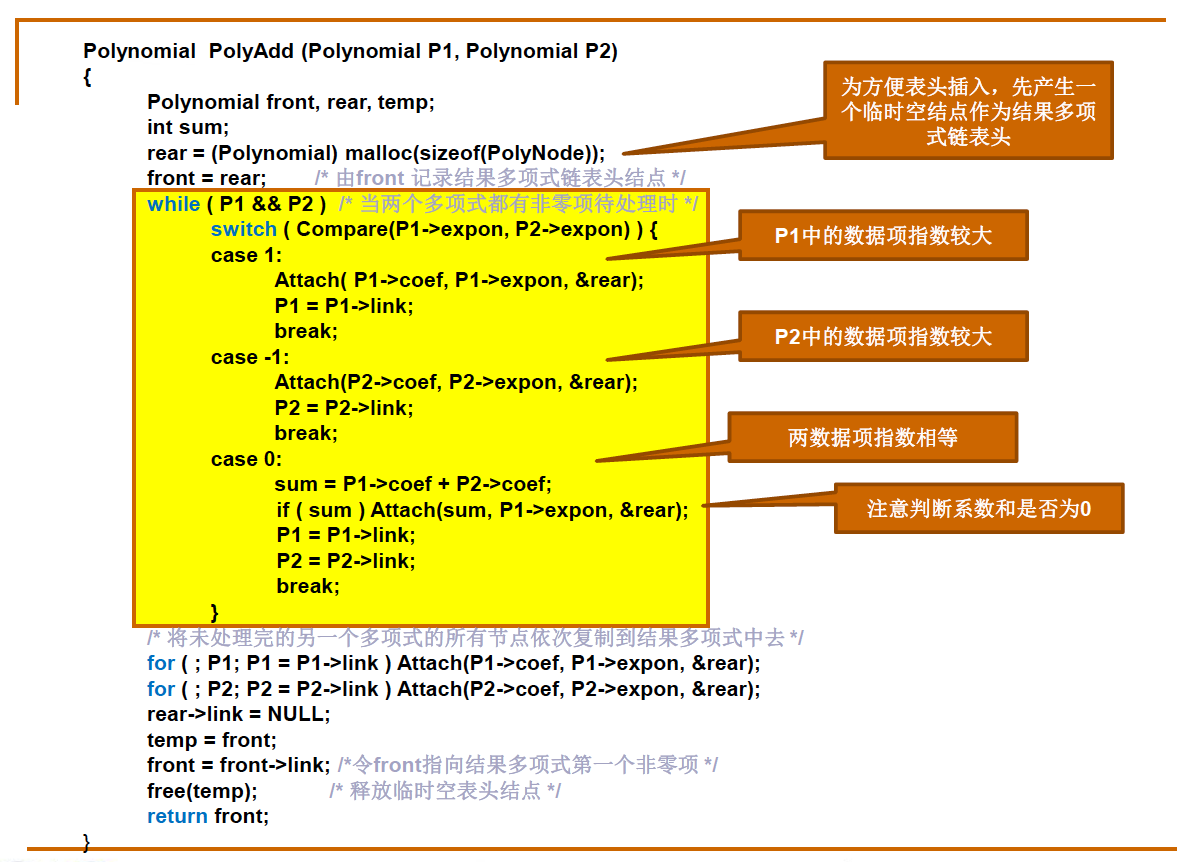 Polynomial PolyAdd (Polynomial P1, Polynomial P2)
{
Polynomial front, rear, temp;
int sum;
rear = (Polynomial) malloc(sizeof(PolyNode));
front = rear; /* 由front 记录结果多项式链表头结点 */
为方便表头插入，先产生一
个临时空结点作为结果多项
式链表头
while ( P1 && P2 ) /* 当两个多项式都有非零项待处理时 */
switch ( Compare(P1->expon, P2->expon) ) {
case 1:
P1中的数据项指数较大
Attach( P1->coef, P1->expon, &rear);
P1 = P1->link;
break;
case -1:
P2中的数据项指数较大
Attach(P2->coef, P2->expon, &rear);
P2 = P2->link;
break;
case 0:
两数据项指数相等
sum = P1->coef + P2->coef;
if ( sum ) Attach(sum, P1->expon, &rear);
注意判断系数和是否为0
P1 = P1->link;
P2 = P2->link;
break;
}
/* 将未处理完的另一个多项式的所有节点依次复制到结果多项式中去 */
for ( ; P1; P1 = P1->link ) Attach(P1->coef, P1->expon, &rear);
for ( ; P2; P2 = P2->link ) Attach(P2->coef, P2->expon, &rear);
rear->link = NULL;
temp = front;
front = front->link; /*令front指向结果多项式第一个非零项 */
free(temp); /* 释放临时空表头结点 */
return front;
}